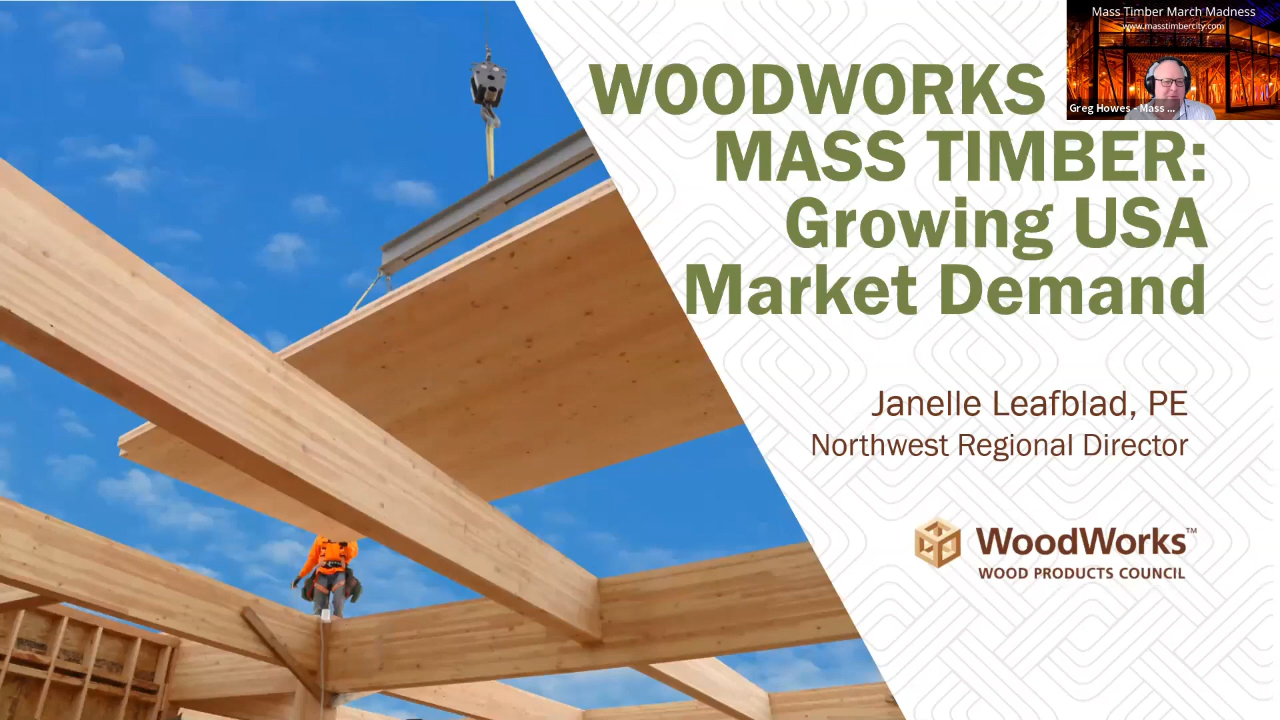 Mass Timber March Madness
www.masstimbercity.com
Greg Howes - Mass ...
WOODWORKS
MASS TIMBER:
Growing USA
Market Demand
Janelle Leafblad, PE
Northwest Regional Director
WoodWorks™
WOOD PRODUCTS COUNCIL